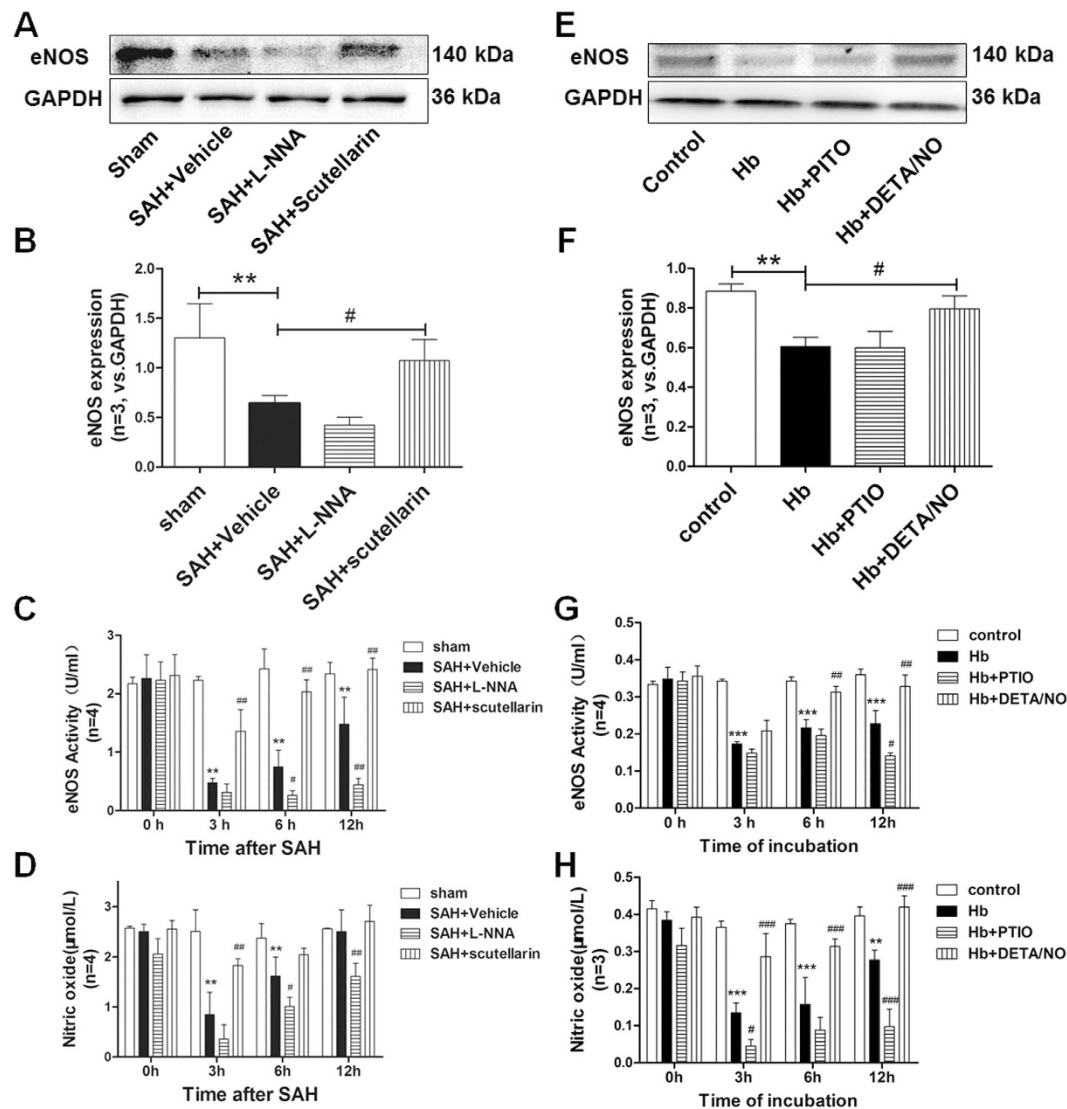 A
eNOS
140 kDa
GAPDH
36 kDa
Sham
SAH+Vehicle
SAH+L-NNA
SAH+Scutellarin
E
eNOS
140 kDa
GAPDH
36 kDa
Control
Hb
Hb+PITO
Hb+DETA/NO
B
eNOS expression
(n=3, vs.GAPDH)
2.0
1.5
1.0
0.5
0.0
**
#
sham
SAH+Vehicle
SAH+L-NNA
SAH+scutellarin
F
eNOS expression
(n=3, vs.GAPDH)
1.0
0.8
0.6
0.4
0.2
0.0
**
#
control
Hb
Hb+PTIO
Hb+DETA/NO
C
eNOS Activity (U/ml)
(n=4)
3
2
1
0
**
##
**
#
##
**
##
##
0 h 3 h 6 h 12h
Time after SAH
sham
SAH+Vehicle
SAH+L-NNA
SAH+scutellarin
G
eNOS Activity (U/ml)
(n=4)
0.5
0.4
0.3
0.2
0.1
0.0
***
***
##
***
#
##
0 h 3 h 6 h 12h
Time of incubation
control
Hb
Hb+PTIO
Hb+DETA/NO
D
Nitric oxide(μmol/L)
(n=4)
3
2
1
0
**
##
**
#
##
0h 3h 6h 12h
Time after SAH
sham
SAH+Vehicle
SAH+L-NNA
SAH+scutellarin
H
Nitric oxide(μmol/L)
(n=3)
0.5
0.4
0.3
0.2
0.1
0.0
***
#
###
***
###
**
###
###
0h 3h 6h 12h
Time of incubation
control
Hb
Hb+PTIO
Hb+DETA/NO